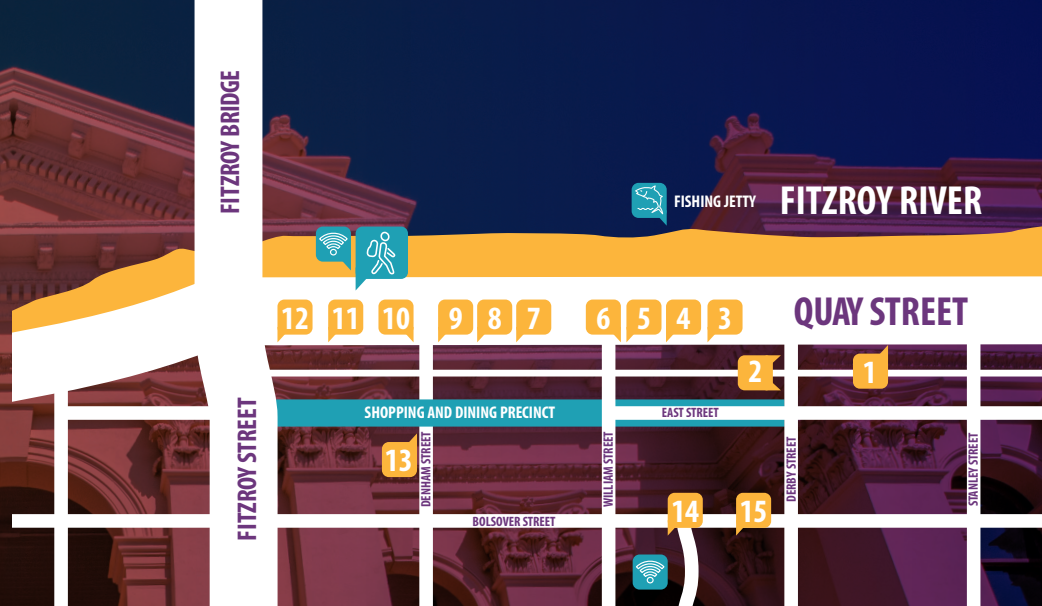 FITZROY BRIDGE
FISHING JETTY
FITZROY RIVER
12 11 10 9 8 7 6 5 4 3
QUAY STREET
2
1
SHOPPING AND DINING PRECINCT
EAST STREET
FITZROY STREET
13
DENHAM STREET
WILLIAM STREET
DERBY STREET
STANLEY STREET
14
15
BOLSOVER STREET